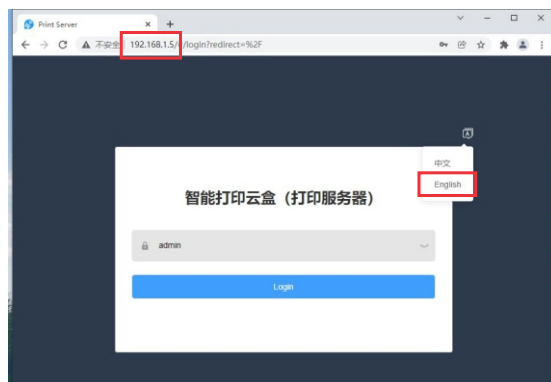 Print Server
不安全 192.168.1.5/#/login?redirect=%2F
中文
English
智能打印云盒（打印服务器）
admin
Login